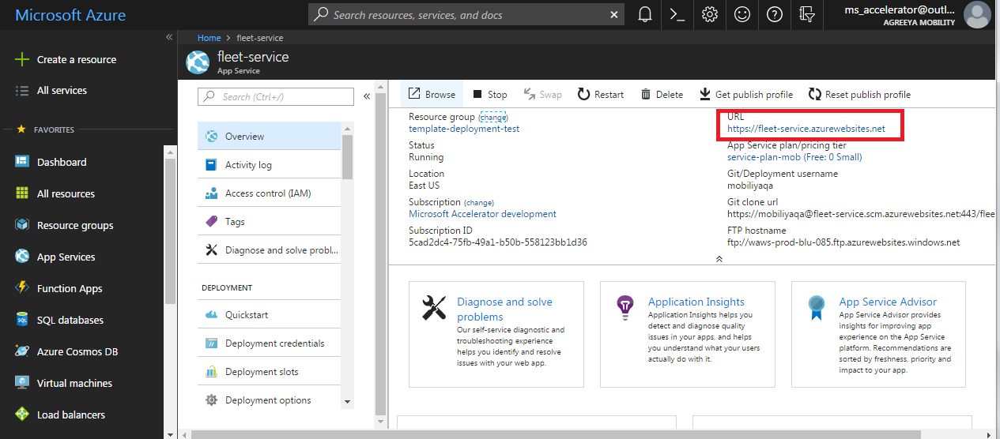 Microsoft Azure
Search resources, services, and docs
ms_accelerator@outl...
AGREEYA MOBILITY
Create a resource
All services
FAVORITES
Dashboard
All resources
Resource groups
App Services
Function Apps
SQL databases
Azure Cosmos DB
Virtual machines
Load balancers
Home > fleet-service
fleet-service
App Service
Search (Ctrl+/)
Overview
Activity log
Access control (IAM)
Tags
Diagnose and solve probl...
DEPLOYMENT
Quickstart
Deployment credentials
Deployment slots
Deployment options
Browse Stop Swap Restart Delete Get publish profile Reset publish profile
Resource group (change)
template-deployment-test
Status
Running
Location
East US
Subscription (change)
Microsoft Accelerator development
Subscription ID
5cad2dc4-75fb-49a1-b50b-558123bb1d36
URL
https://fleet-service.azurewebsites.net
App Service plan/pricing tier
service-plan-mob (Free: 0 Small)
Git/Deployment username
mobiliyaqa
Git clone url
https://mobiliyaqa@fleet-service.scm.azurewebsites.net:443/flee
FTP hostname
ftp://waws-prod-blu-085.ftp.azurewebsites.windows.net
Diagnose and solve
problems
Our self-service diagnostic and
troubleshooting experience
helps you identify and resolve
issues with your web app.
Application Insights
Application Insights helps you
detect and diagnose quality
issues in your apps, and helps
you understand what your users
actually do with it.
App Service Advisor
App Service Advisor provides
insights for improving app
experience on the App Service
platform. Recommendations are
sorted by freshness, priority and
impact to your app.